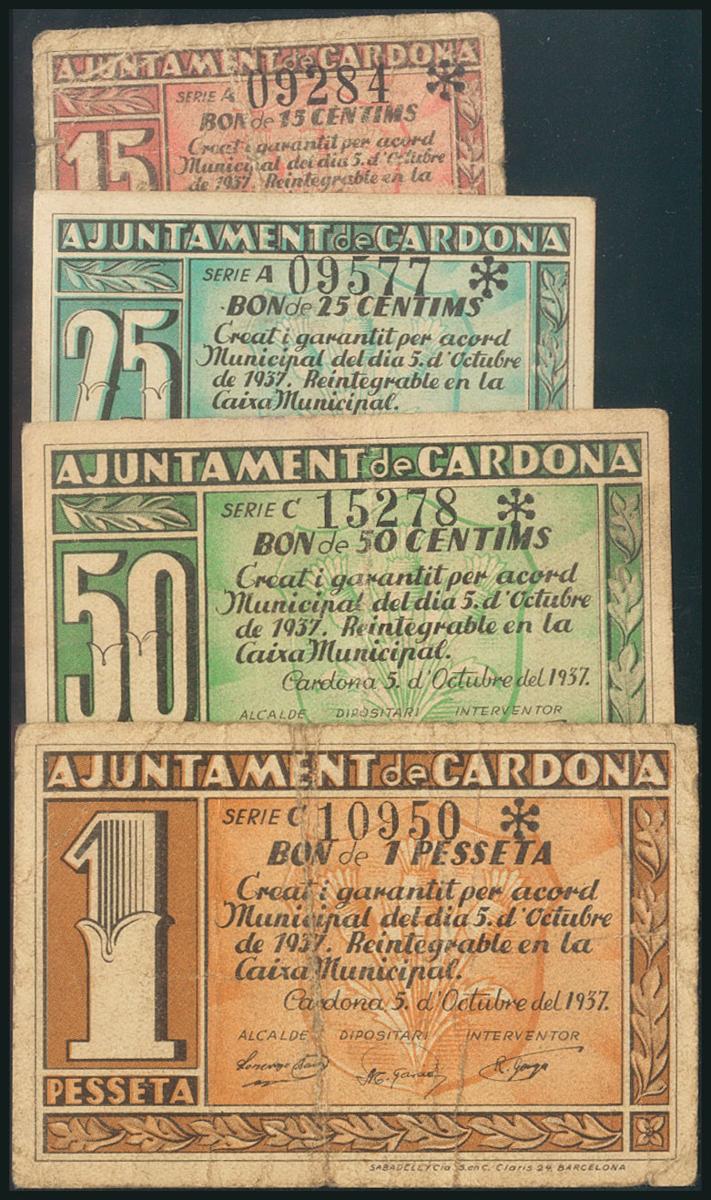 AJUNTAMENT de CARDONA
SERIE A 09284
BON de 15 CENTIMS
15
Creat i garantit per acord
Municipal del dia 5. d'Octubre
de 1937. Reintegrable en la
AJUNTAMENT de CARDONA
SERIE A 09577
BON de 25 CENTIMS
25
Creat i garantit per acord
Municipal del dia 5. d'Octubre
de 1937. Reintegrable en la
Caixa Municipal.
AJUNTAMENT de CARDONA
SERIE C 15278
BON de 50 CENTIMS
50
Creat i garantit per acord
Municipal del dia 5. d'Octubre
de 1937. Reintegrable en la
Caixa Municipal.
Cardona 5. d'Octubre del 1937.
ALCALDE DIPOSITARI INTERVENTOR
AJUNTAMENT de CARDONA
SERIE C 10950
BON de 1 PESSETA
1
Creat i garantit per acord
Municipal del dia 5. d'Octubre
de 1937. Reintegrable en la
Caixa Municipal.
Cardona 5. d'Octubre del 1937.
ALCALDE DIPOSITARI INTERVENTOR
PESSETA
SABADELL Y Cia S. en C. Claris 24. BARCELONA